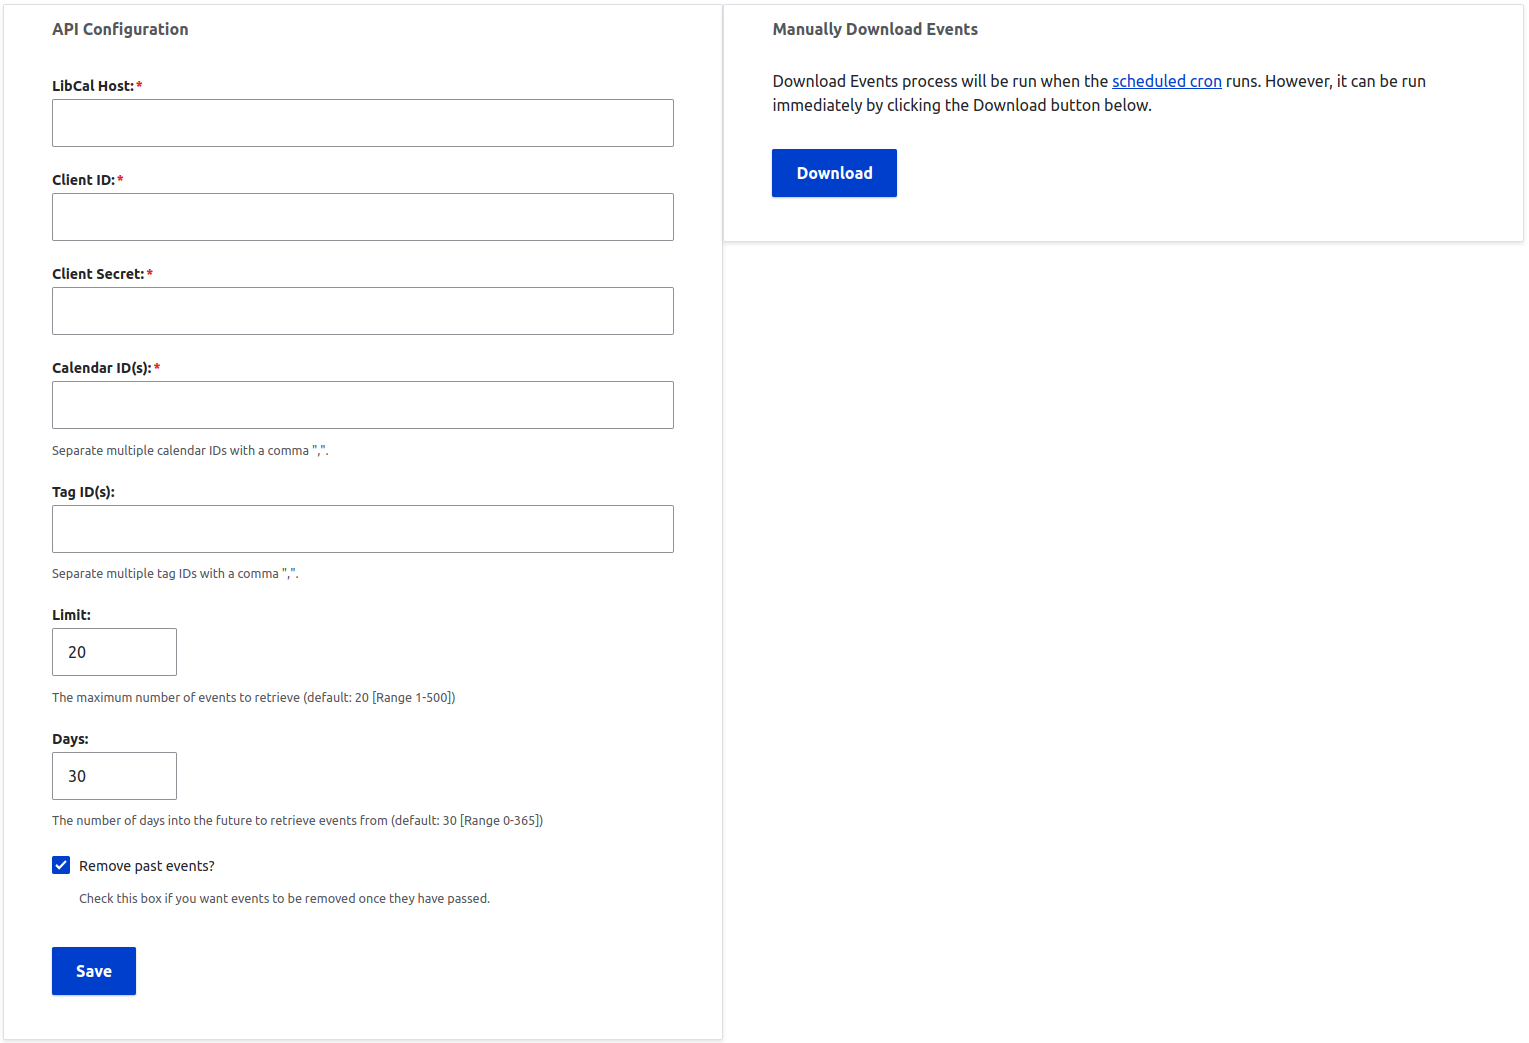 API Configuration
LibCal Host:*
Client ID:*
Client Secret:*
Calendar ID(s):*
Separate multiple calendar IDs with a comma ",".
Tag ID(s):
Separate multiple tag IDs with a comma ",".
Limit:
20
The maximum number of events to retrieve (default: 20 [Range 1-500])
Days:
30
The number of days into the future to retrieve events from (default: 30 [Range 0-365])
Remove past events?
Check this box if you want events to be removed once they have passed.
Save
Manually Download Events
Download Events process will be run when the scheduled cron runs. However, it can be run
immediately by clicking the Download button below.
Download